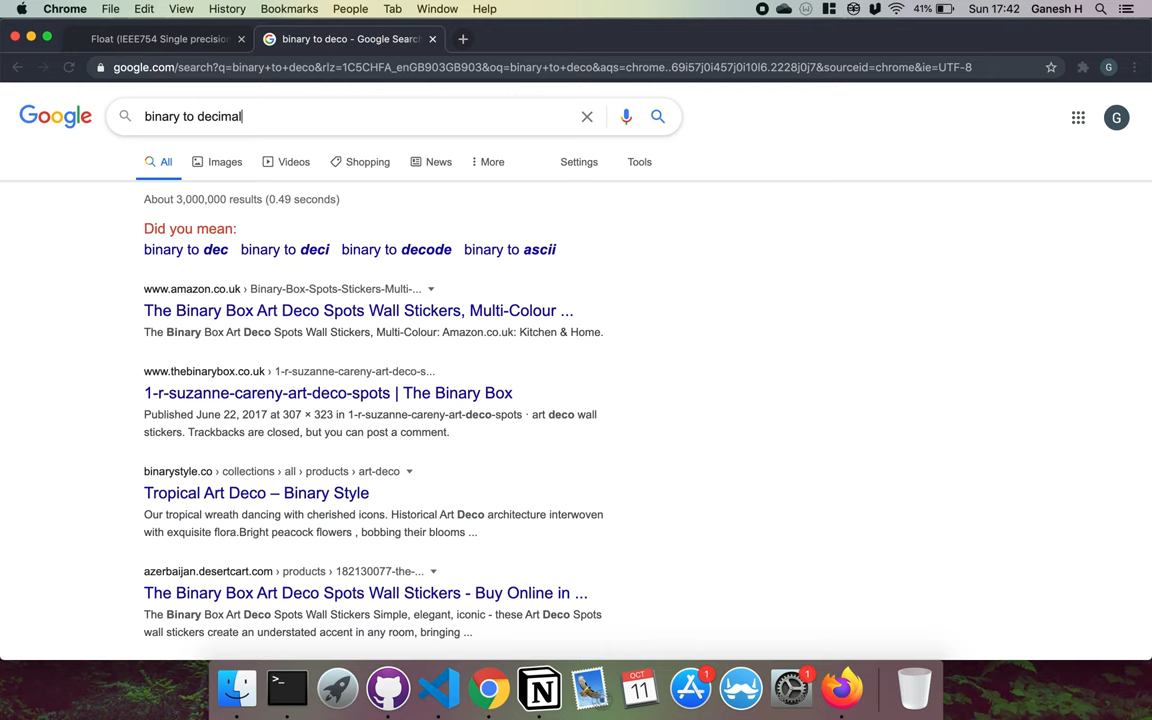 Chrome File Edit View History Bookmarks People Tab Window Help 41% Sun 17:42 Ganesh H
Float (IEEE754 Single precision binary to deco - Google Searc
google.com/search?q=binary+to+deco&rlz=1C5CHFA_enGB903GB903&oq=binary+to+deco&aqs=chrome..69i57j0i457j0i10l6.2228j0j7&sourceid=chrome&ie=UTF-8 G
Google binary to decimal G
All Images Videos Shopping News More Settings Tools
About 3,000,000 results (0.49 seconds)
Did you mean:
binary to dec binary to deci binary to decode binary to ascii
www.amazon.co.uk › Binary-Box-Spots-Stickers-Multi-...
The Binary Box Art Deco Spots Wall Stickers, Multi-Colour ...
The Binary Box Art Deco Spots Wall Stickers, Multi-Colour: Amazon.co.uk: Kitchen & Home.
www.thebinarybox.co.uk › 1-r-suzanne-careny-art-deco-s...
1-r-suzanne-careny-art-deco-spots | The Binary Box
Published June 22, 2017 at 307 × 323 in 1-r-suzanne-careny-art-deco-spots · art deco wall
stickers. Trackbacks are closed, but you can post a comment.
binarystyle.co › collections › all › products › art-deco
Tropical Art Deco – Binary Style
Our tropical wreath dancing with cherished icons. Historical Art Deco architecture interwoven
with exquisite flora.Bright peacock flowers , bobbing their blooms ...
azerbaijan.desertcart.com › products › 182130077-the-...
The Binary Box Art Deco Spots Wall Stickers - Buy Online in ...
The Binary Box Art Deco Spots Wall Stickers Simple, elegant, iconic - these Art Deco Spots
wall stickers create an understated accent in any room, bringing ...
>_ N OCT 11 1 1